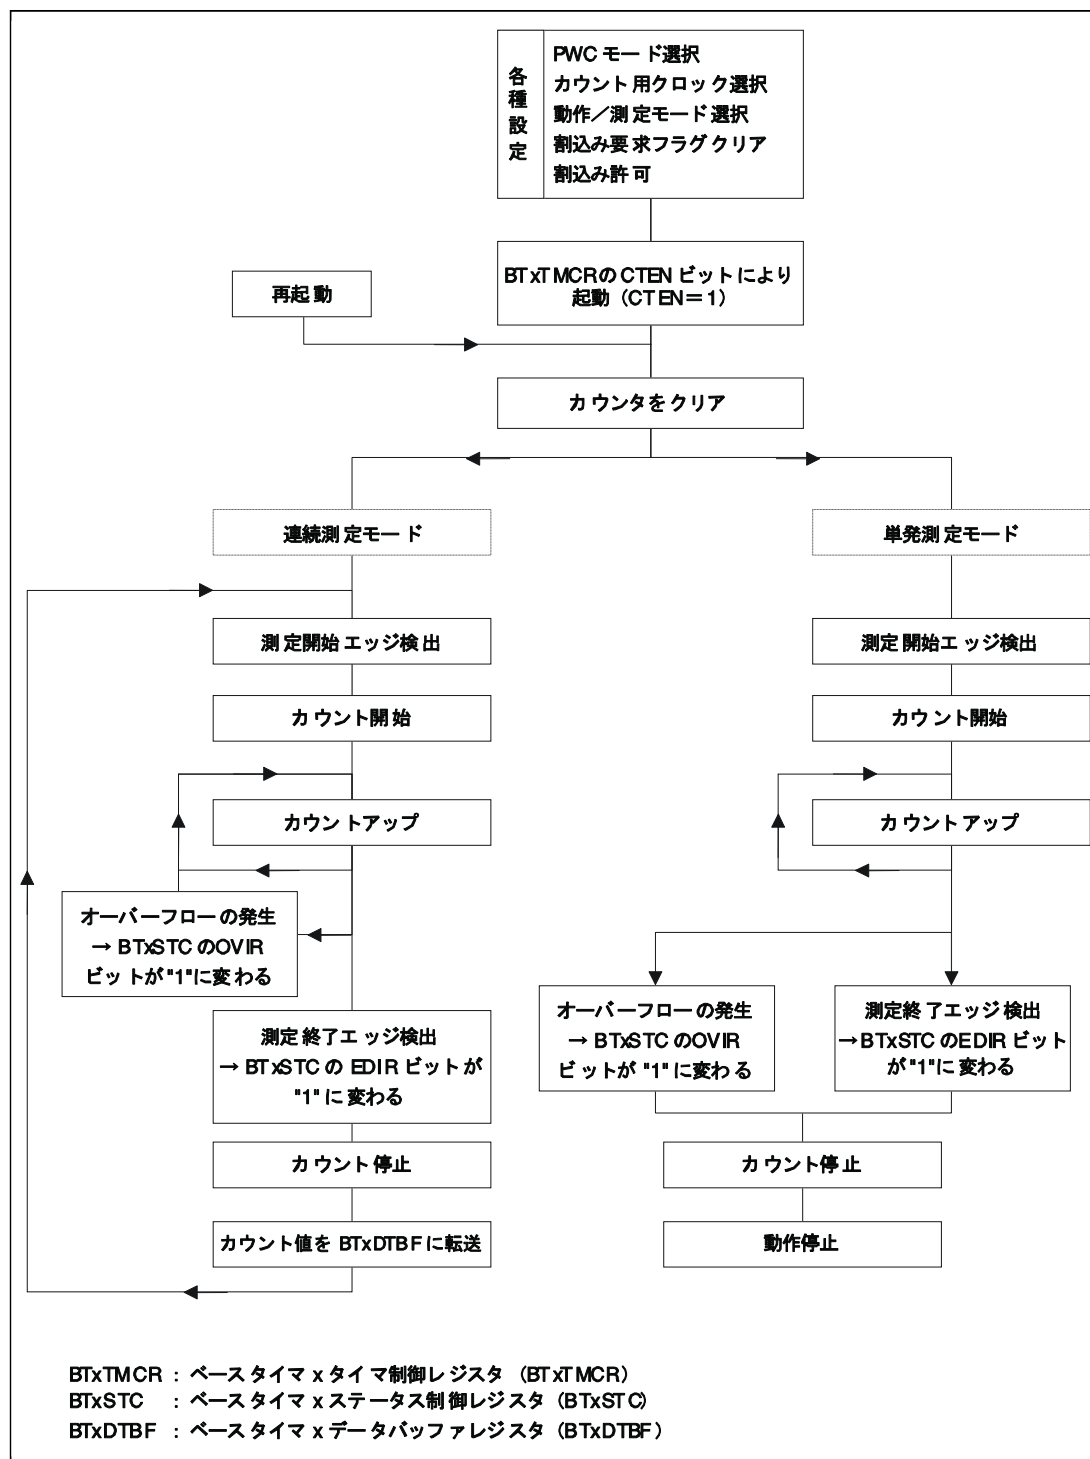 各種設定
PWC モード選択
カウント用クロック選択
動作／測定モード選択
割込み要求フラグクリア
割込み許可
BTxTMCRの CTEN ビットにより
起動（CTEN＝1）
再起動
カウンタをクリア
連続測定モード
単発測定モード
測定開始エッジ検出
測定開始エッジ検出
カウント開始
カウント開始
カウントアップ
カウントアップ
オーバーフローの発生
→ BTxSTC のOVIR
ビットが"1"に変わる
測定終了エッジ検出
→ BTxSTC の EDIR ビットが
"1" に変わる
オーバーフローの発生
→ BTxSTC のOVIR
ビットが "1" に変わる
測定終了エッジ検出
→BTxSTC のEDIR ビット
が "1"に変わる
カウント停止
カウント停止
カウント値を BTxDTBF に転送
動作停止
BTxTMCR : ベースタイマ x タイマ制御レジスタ (BTxTMCR)
BTxSTC : ベースタイマ x ステータス制御レジスタ (BTxSTC)
BTxDTBF : ベースタイマ x データバッファレジスタ (BTxDTBF)